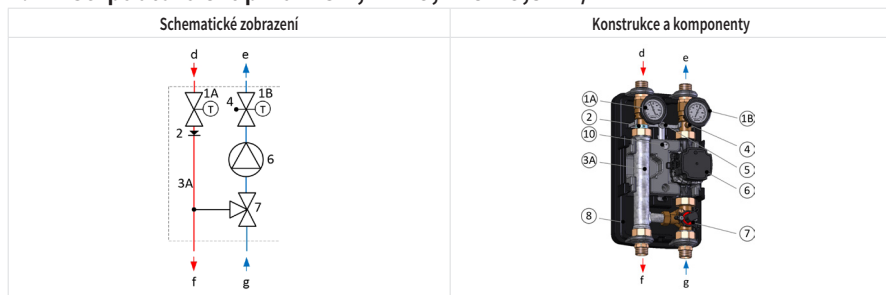 Schematické zobrazení
Konstrukce a komponenty
d
e
1A
1B
4
T
T
2
6
3A
7
f
g
d
e
1A
1B
2
4
10
5
3A
6
8
7
f
g